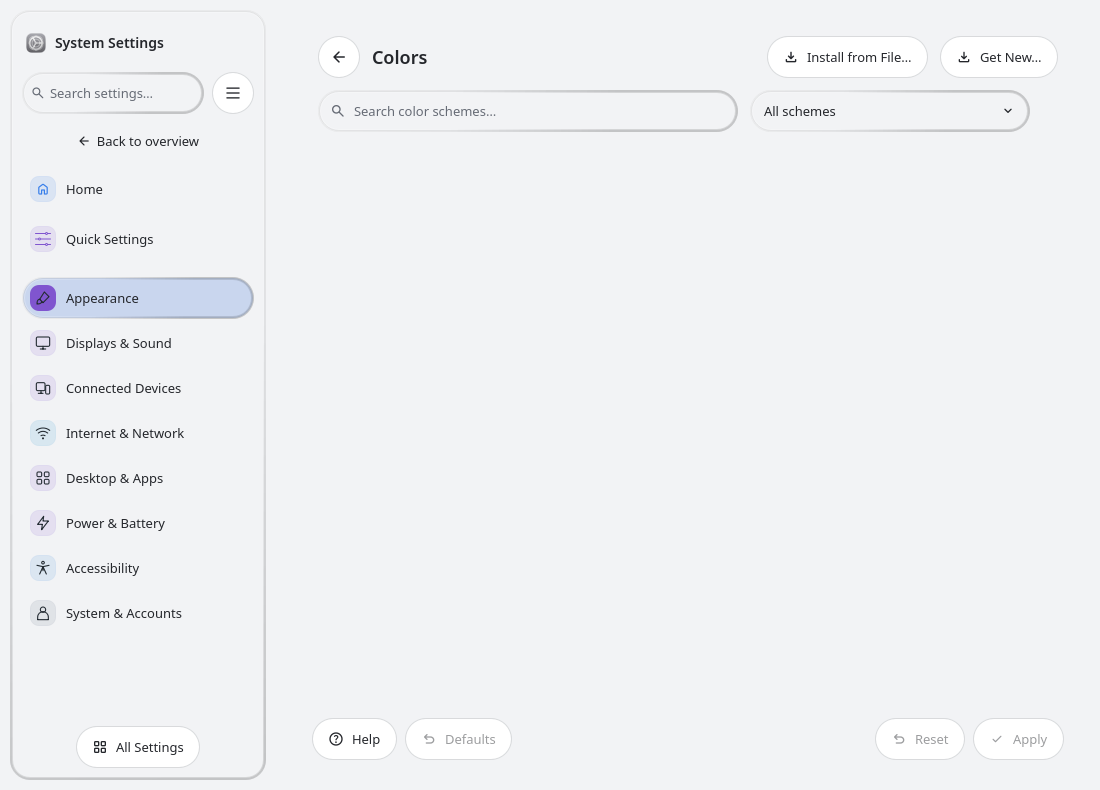 System Settings
Search settings...
Back to overview
Home
Quick Settings
Appearance
Displays & Sound
Connected Devices
Internet & Network
Desktop & Apps
Power & Battery
Accessibility
System & Accounts
All Settings
Colors
Install from File...
Get New...
Search color schemes...
All schemes
Help
Defaults
Reset
Apply